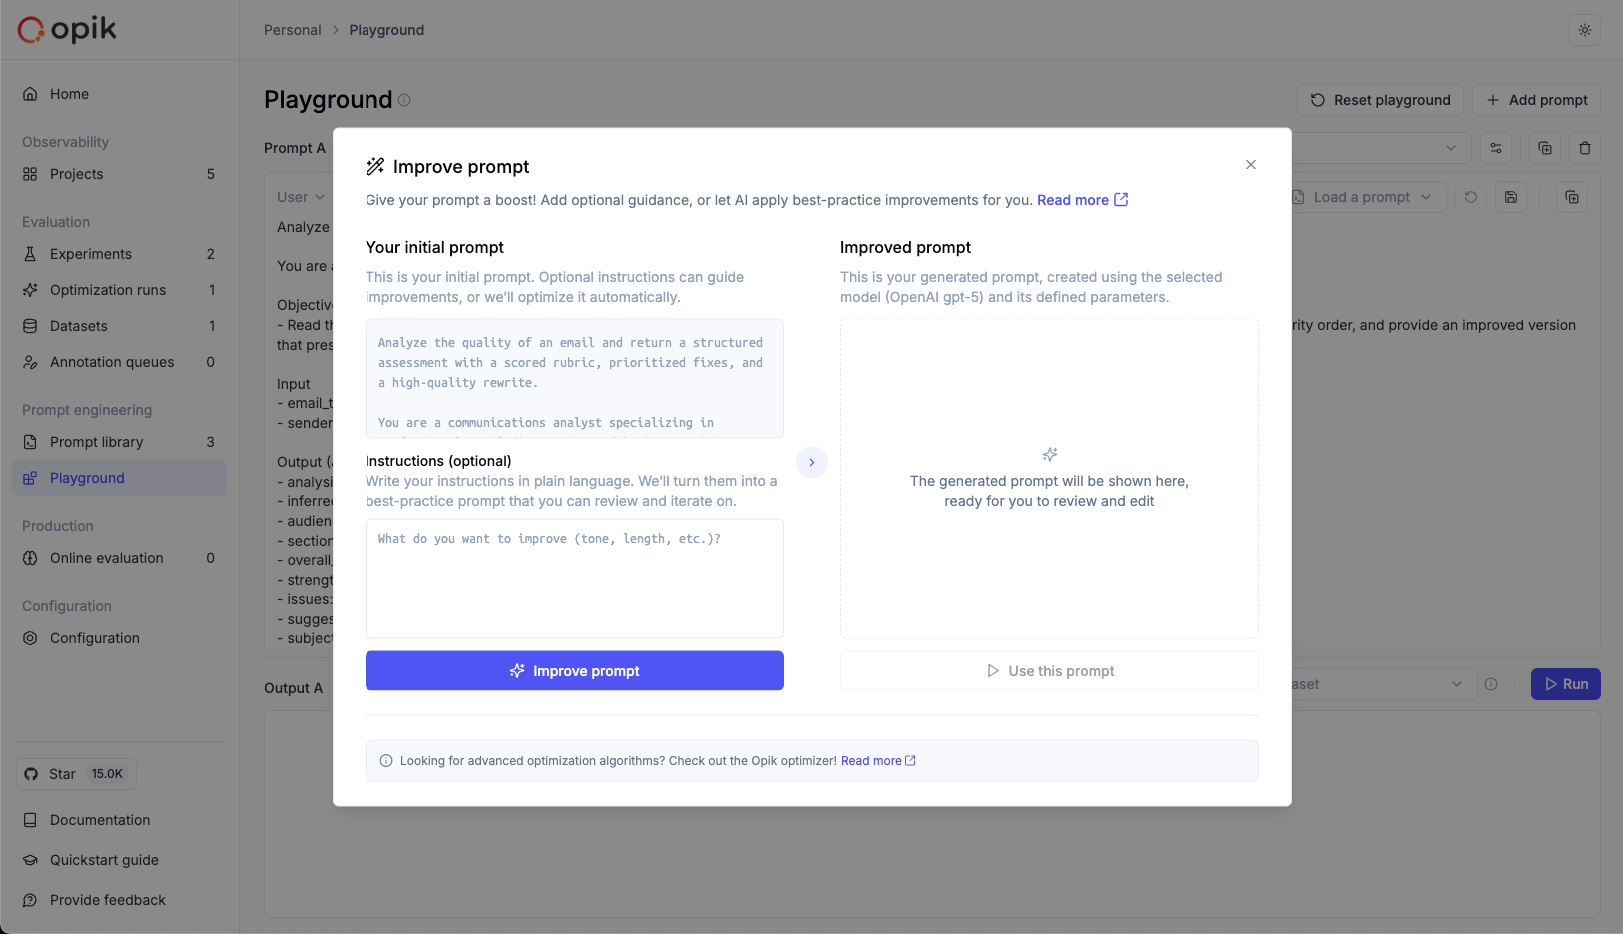 opik
Personal > Playground
Home
Observability
Projects 5
Evaluation
Experiments 2
Optimization runs 1
Datasets 1
Annotation queues 0
Prompt engineering
Prompt library 3
Playground
Production
Online evaluation 0
Configuration
Configuration
Star 15.0K
Documentation
Quickstart guide
Provide feedback
Playground
Reset playground
Add prompt
Prompt A
User
Load a prompt
Analyze
You are
Objective
- Read
rity order, and provide an improved version
that pres
Input
- email_t
- sender
Output
- analysi
- inferred
- audien
- section
- overall_
- strengt
- issues:
- sugges
- subject
Output A
aset
Run
Improve prompt
Give your prompt a boost! Add optional guidance, or let AI apply best-practice improvements for you. Read more
Your initial prompt
This is your initial prompt. Optional instructions can guide
improvements, or we'll optimize it automatically.
Analyze the quality of an email and return a structured
assessment with a scored rubric, prioritized fixes, and
a high-quality rewrite.
You are a communications analyst specializing in
Instructions (optional)
Write your instructions in plain language. We'll turn them into a
best-practice prompt that you can review and iterate on.
What do you want to improve (tone, length, etc.)?
Improve prompt
Improved prompt
This is your generated prompt, created using the selected
model (OpenAI gpt-5) and its defined parameters.
The generated prompt will be shown here,
ready for you to review and edit
Use this prompt
Looking for advanced optimization algorithms? Check out the Opik optimizer! Read more